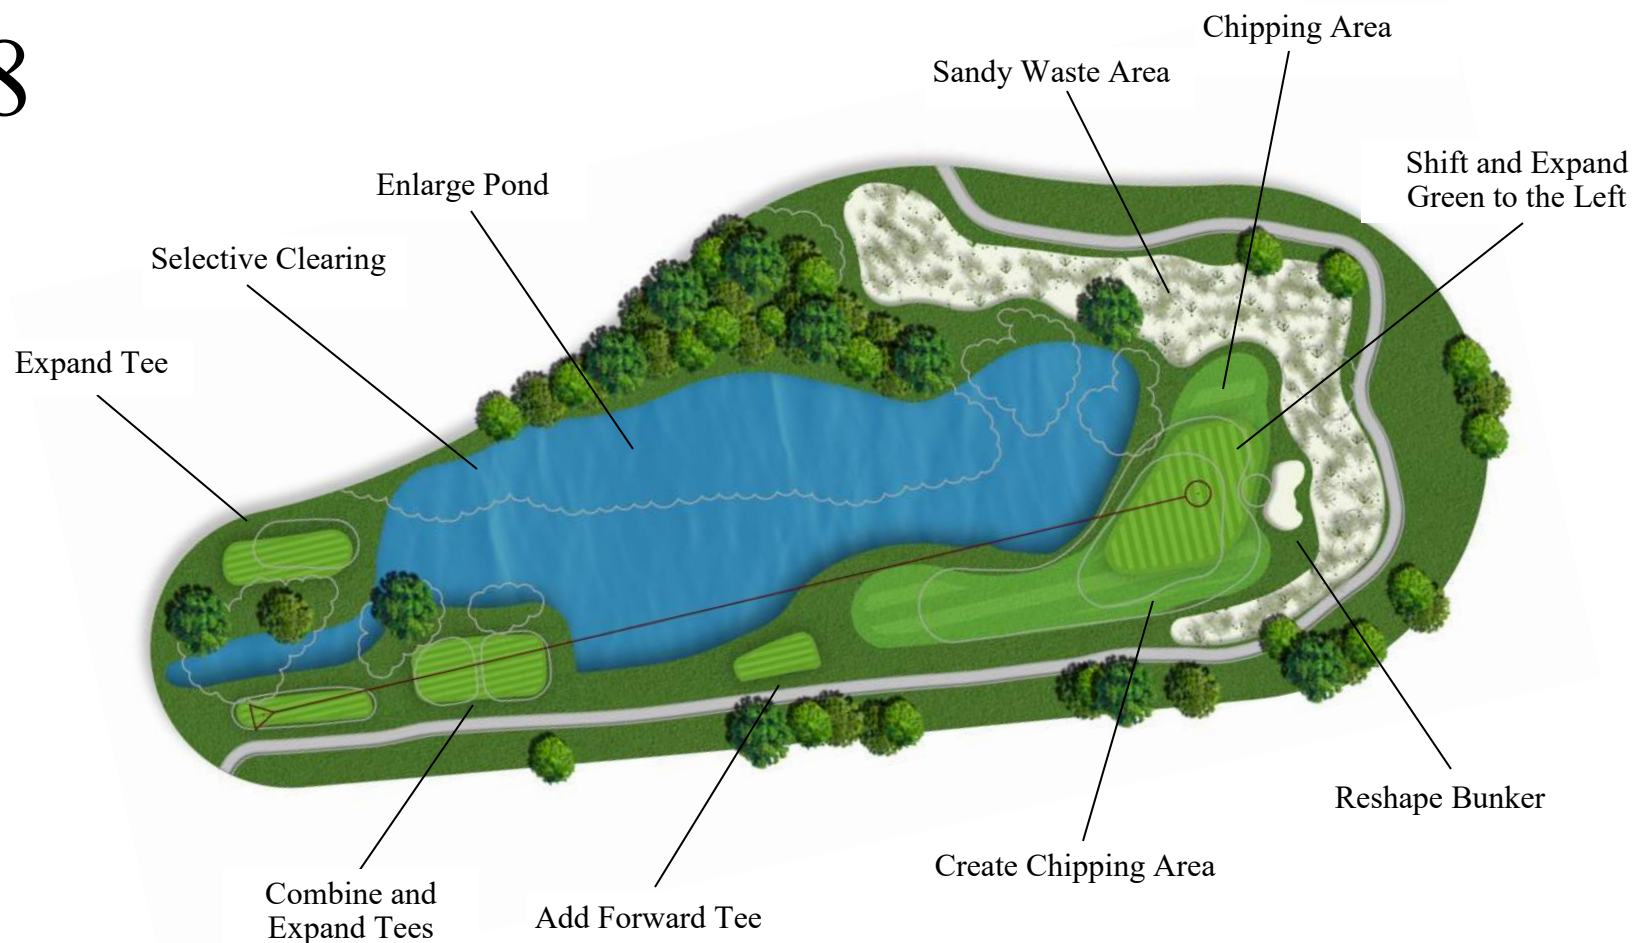 8
Chipping Area
Sandy Waste Area
Shift and Expand
Green to the Left
Enlarge Pond
Selective Clearing
Expand Tee
Reshape Bunker
Create Chipping Area
Combine and
Expand Tees
Add Forward Tee